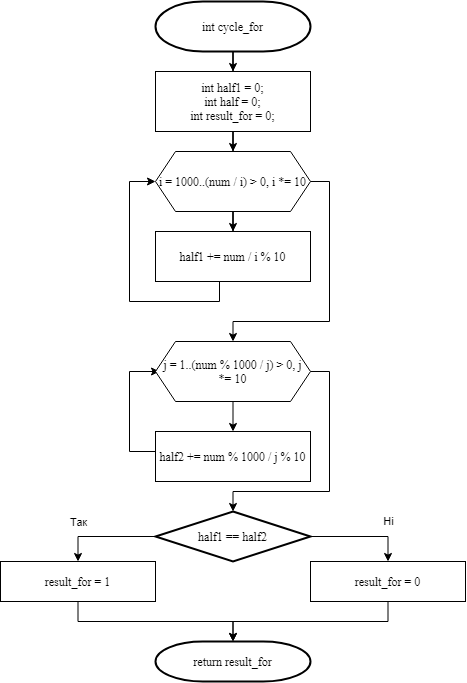 int cycle_for
int half1 = 0;
int half = 0;
int result_for = 0;
i = 1000..(num / i) > 0, i *= 10
half1 += num / i % 10
j = 1..(num % 1000 / j) > 0, j
*= 10
half2 += num % 1000 / j % 10
half1 == half2
Так
Ні
result_for = 1
result_for = 0
return result_for